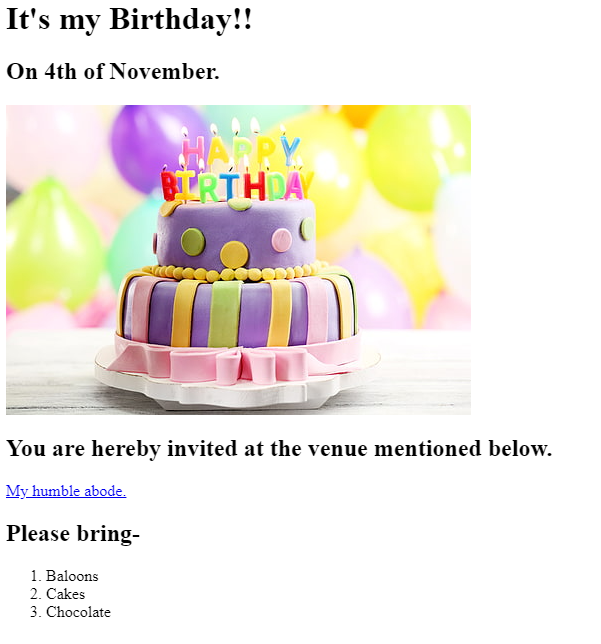 It's my Birthday!!
On 4th of November.
HAPPY
BIRTHDAY
You are hereby invited at the venue mentioned below.
My humble abode.
Please bring-
1. Baloons
2. Cakes
3. Chocolate